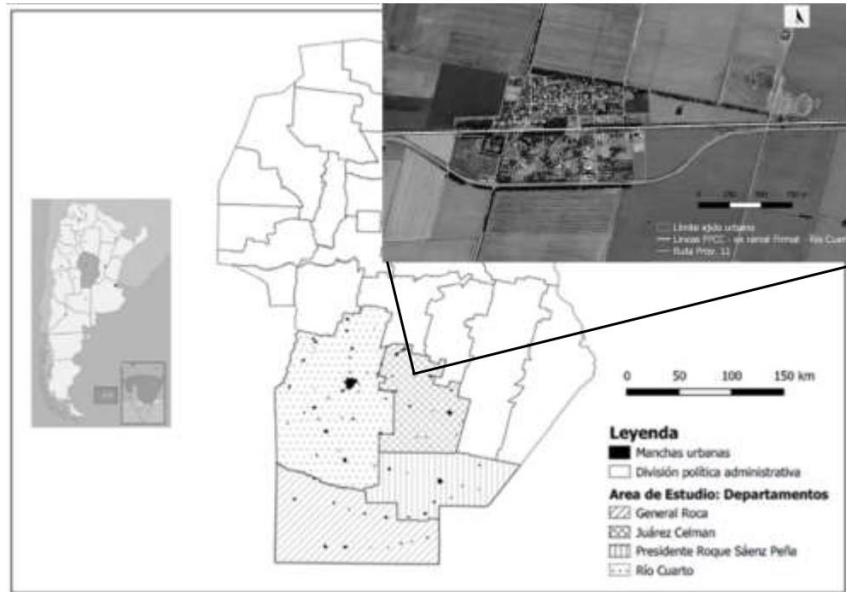 Límite ejido urbano
Ruta Prov. 11
0 50 100 150 km
Leyenda
Manchas urbanas
División política administrativa
Area de Estudio: Departamentos
General Roca
Juárez Celman
Presidente Roque Sáenz Peña
Río Cuarto